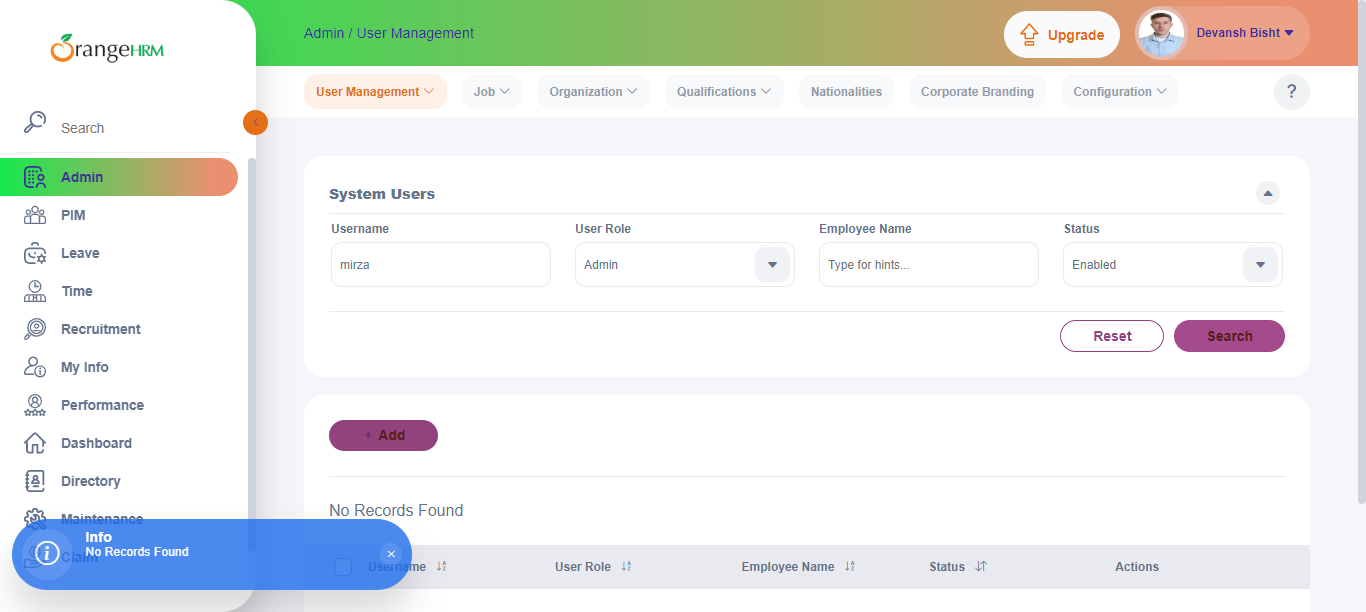 OrangeHRM
Admin / User Management
Upgrade
Devansh Bisht
User Management
Job
Organization
Qualifications
Nationalities
Corporate Branding
Configuration
?
Search
Admin
PIM
Leave
Time
Recruitment
My Info
Performance
Dashboard
Directory
Maintenance
Claim
System Users
Username
User Role
Employee Name
Status
mirza
Admin
Type for hints...
Enabled
Reset
Search
+ Add
No Records Found
Username
User Role
Employee Name
Status
Actions
Info
No Records Found
×